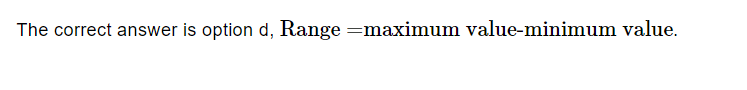 The correct answer is option d, Range =maximum value-minimum value.